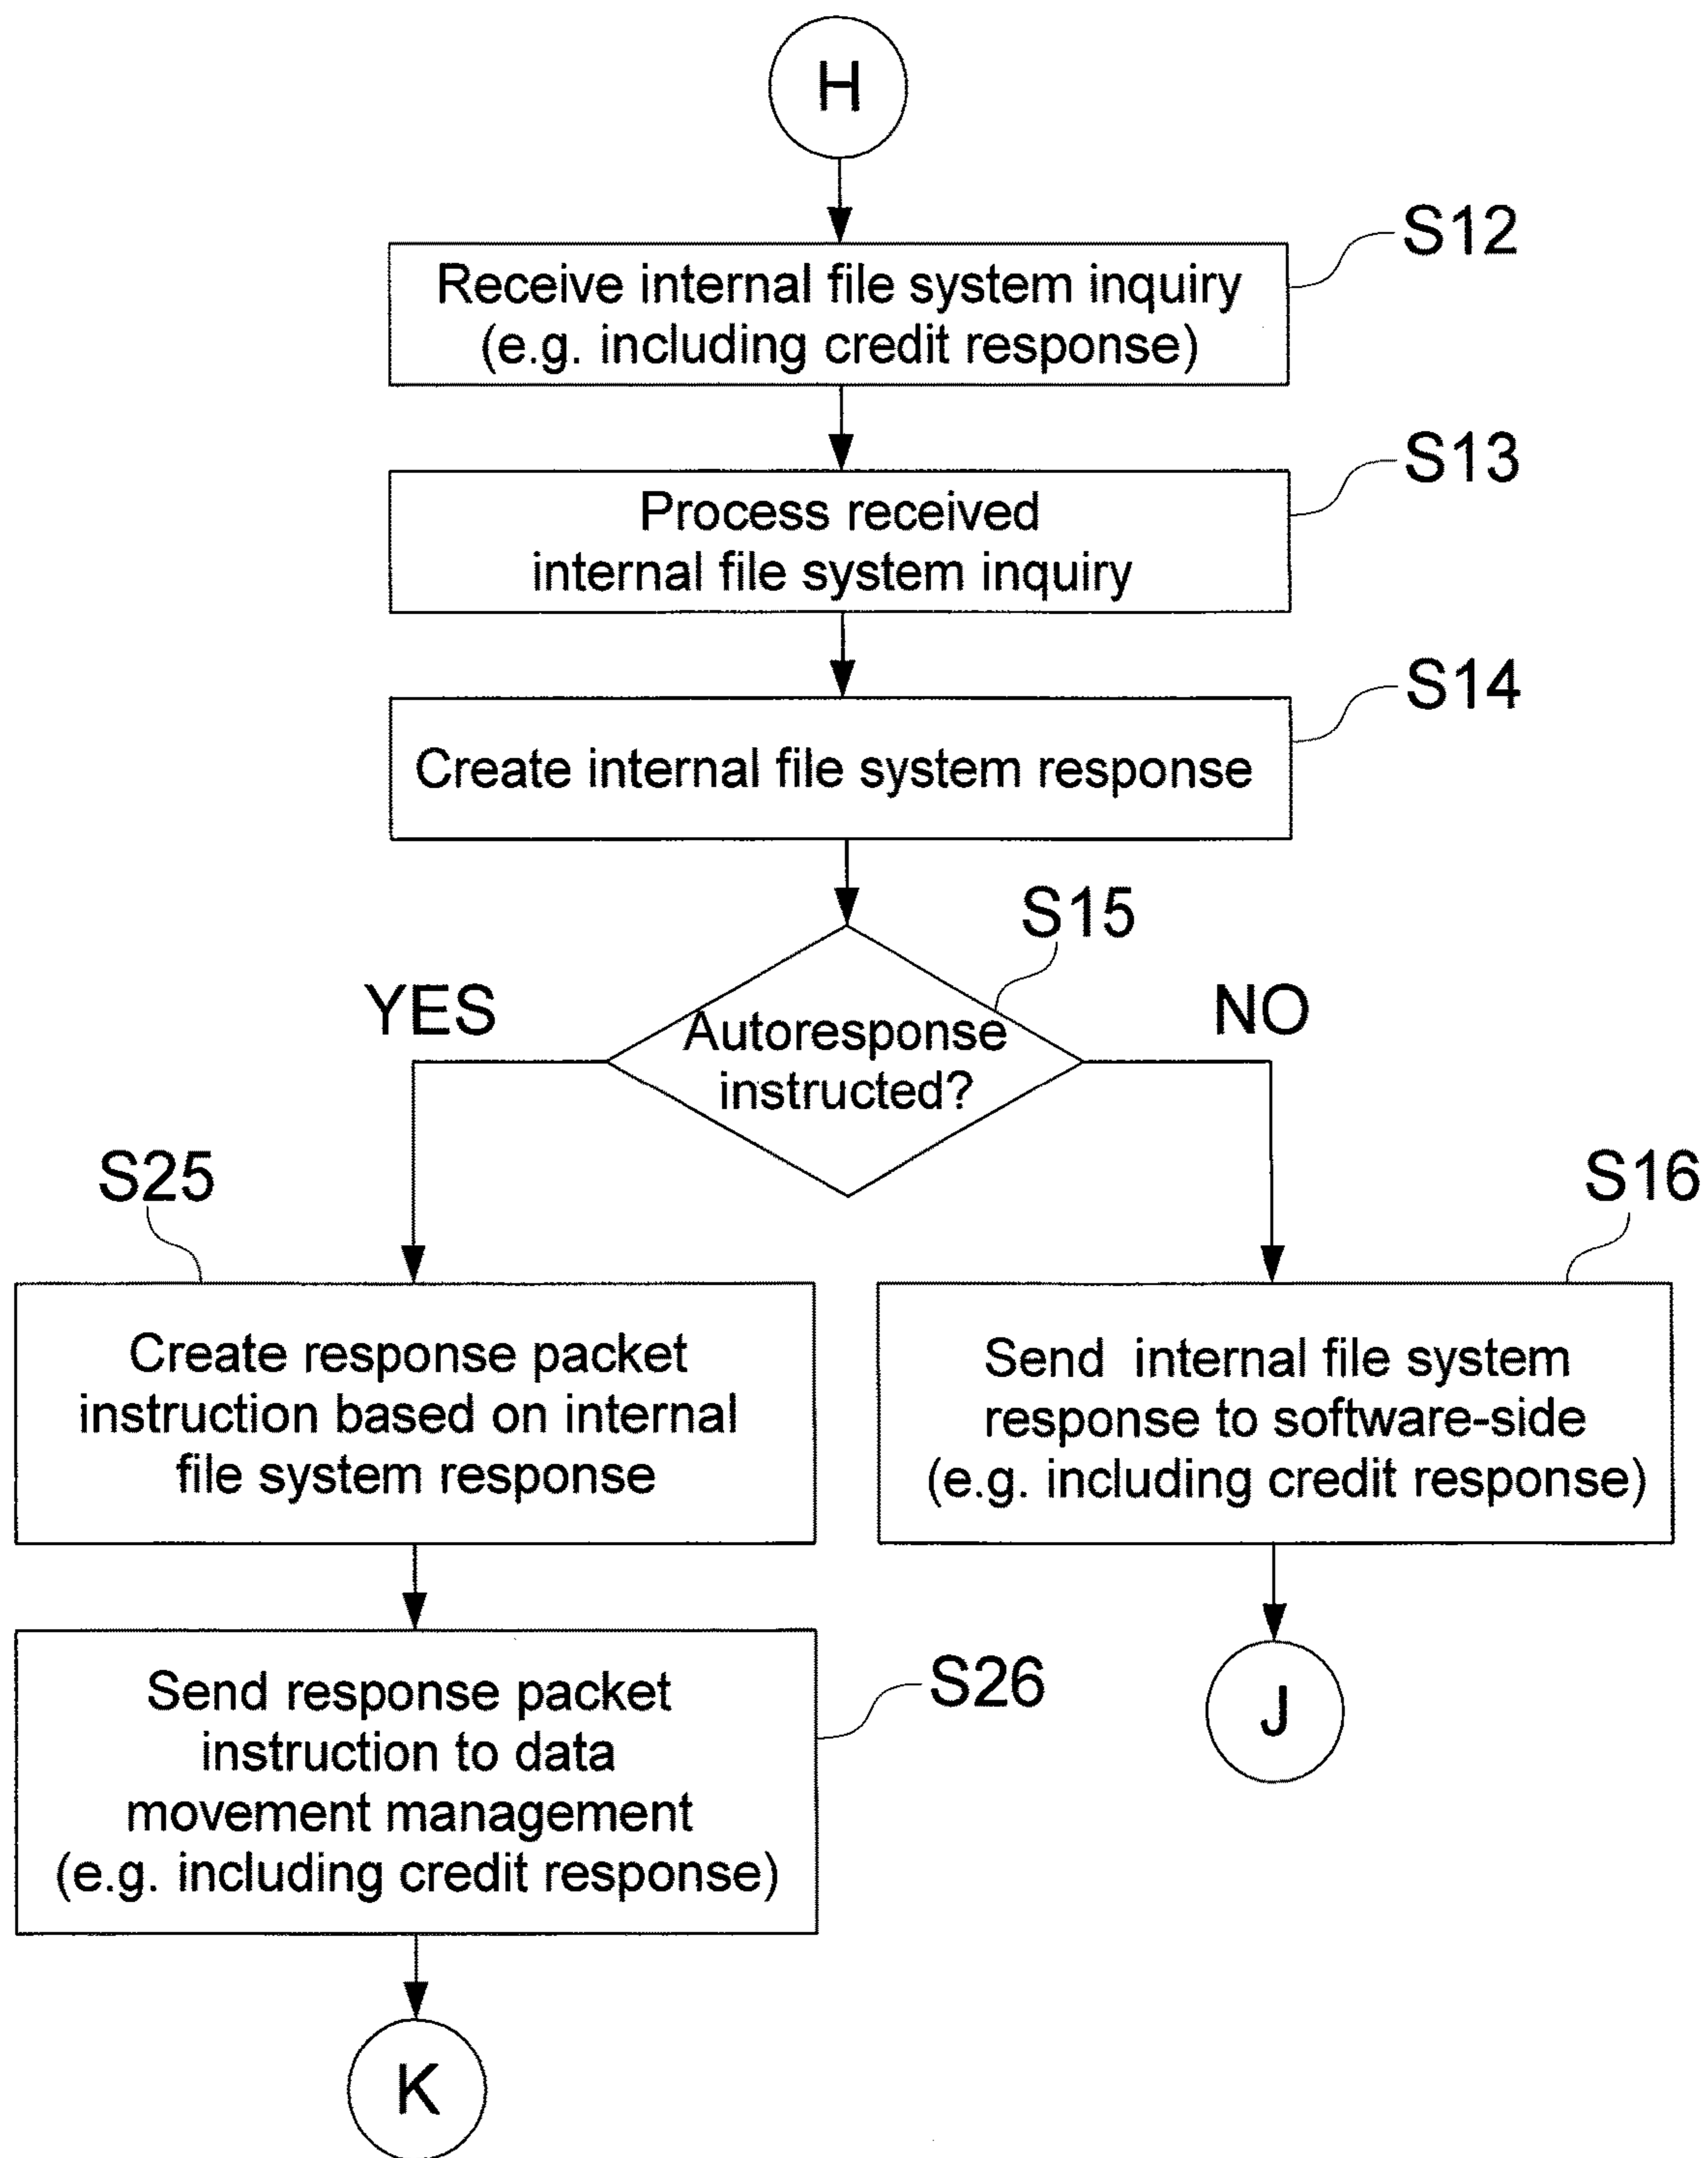 H
S12
Receive internal file system inquiry
(e.g. including credit response)
S13
Process received
internal file system inquiry
S14
Create internal file system response
S15
YES
NO
Autoresponse
instructed?
S25
S16
Create response packet
instruction based on internal
file system response
Send internal file system
response to software-side
(e.g. including credit response)
S26
Send response packet
instruction to data
movement management
(e.g. including credit response)
J
K